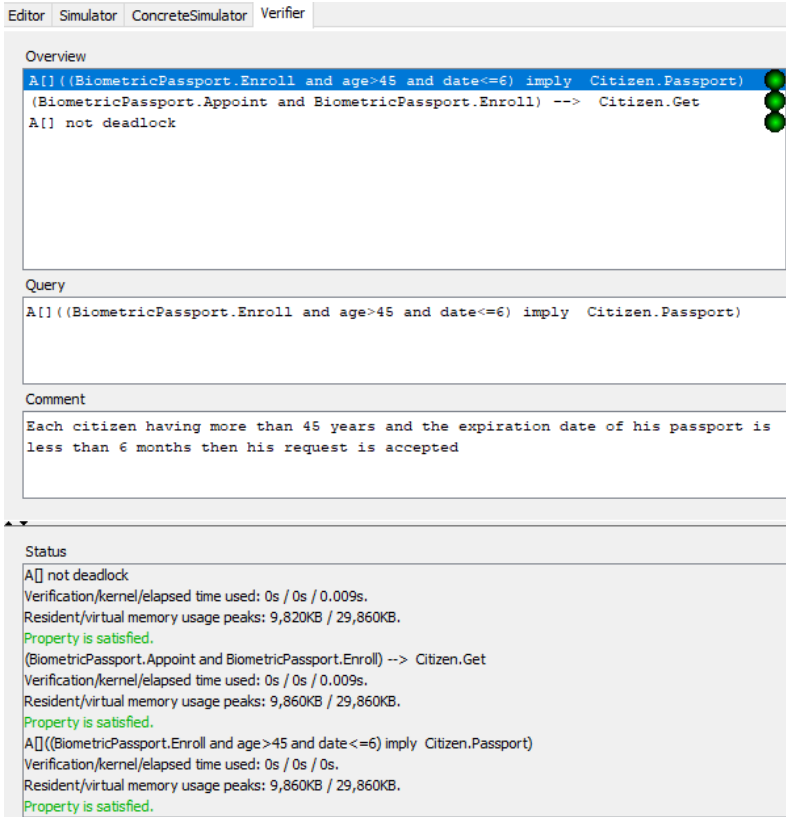 Editor Simulator ConcreteSimulator Verifier
Overview
A[]((BiometricPassport.Enroll and age>45 and date<=6) imply  Citizen.Passport)
(BiometricPassport.Appoint and BiometricPassport.Enroll) -->  Citizen.Get
A[] not deadlock
Query
A[]((BiometricPassport.Enroll and age>45 and date<=6) imply  Citizen.Passport)
Comment
Each citizen having more than 45 years and the expiration date of his passport is
less than 6 months then his request is accepted
Status
A[] not deadlock
Verification/kernel/elapsed time used: 0s / 0s / 0.009s.
Resident/virtual memory usage peaks: 9,820KB / 29,860KB.
Property is satisfied.
(BiometricPassport.Appoint and BiometricPassport.Enroll) --> Citizen.Get
Verification/kernel/elapsed time used: 0s / 0s / 0.009s.
Resident/virtual memory usage peaks: 9,860KB / 29,860KB.
Property is satisfied.
A[]((BiometricPassport.Enroll and age>45 and date<=6) imply Citizen.Passport)
Verification/kernel/elapsed time used: 0s / 0s / 0s.
Resident/virtual memory usage peaks: 9,860KB / 29,860KB.
Property is satisfied.